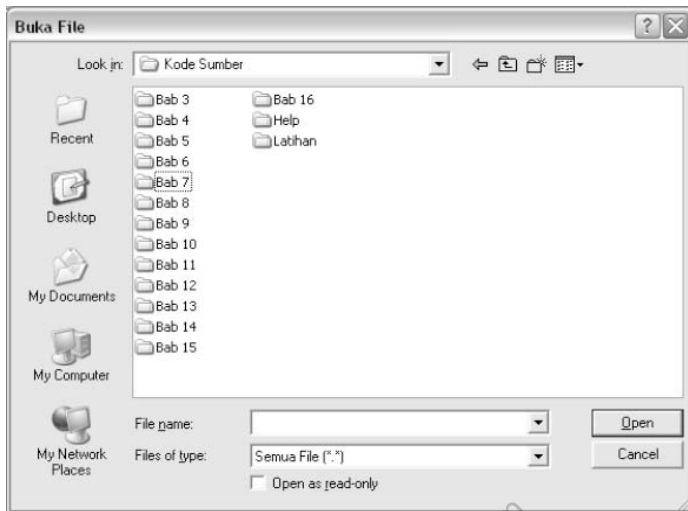 Buka File
Look in: Kode Sumber
Recent
Desktop
My Documents
My Computer
My Network
Places
Bab 3
Bab 4
Bab 5
Bab 6
Bab 7
Bab 8
Bab 9
Bab 10
Bab 11
Bab 12
Bab 13
Bab 14
Bab 15
Bab 16
Help
Latihan
File name:
Open
Files of type: Semua File (*.*)
Cancel
Open as read-only